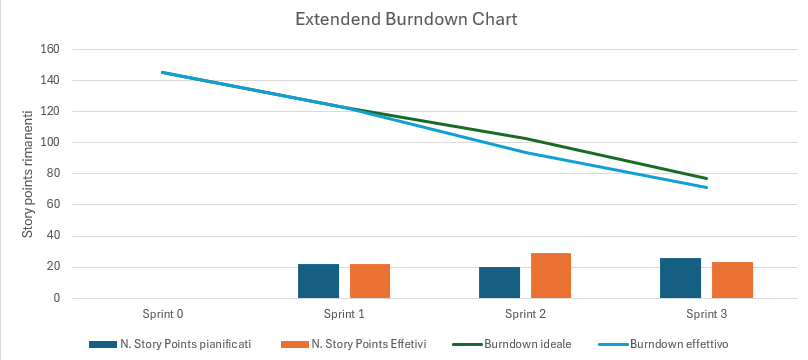 Extendend Burndown Chart
Story points rimanenti
160
140
120
100
80
60
40
20
0
Sprint 0 Sprint 1 Sprint 2 Sprint 3
N. Story Points pianificati N. Story Points Effetivi Burndown ideale Burndown effettivo